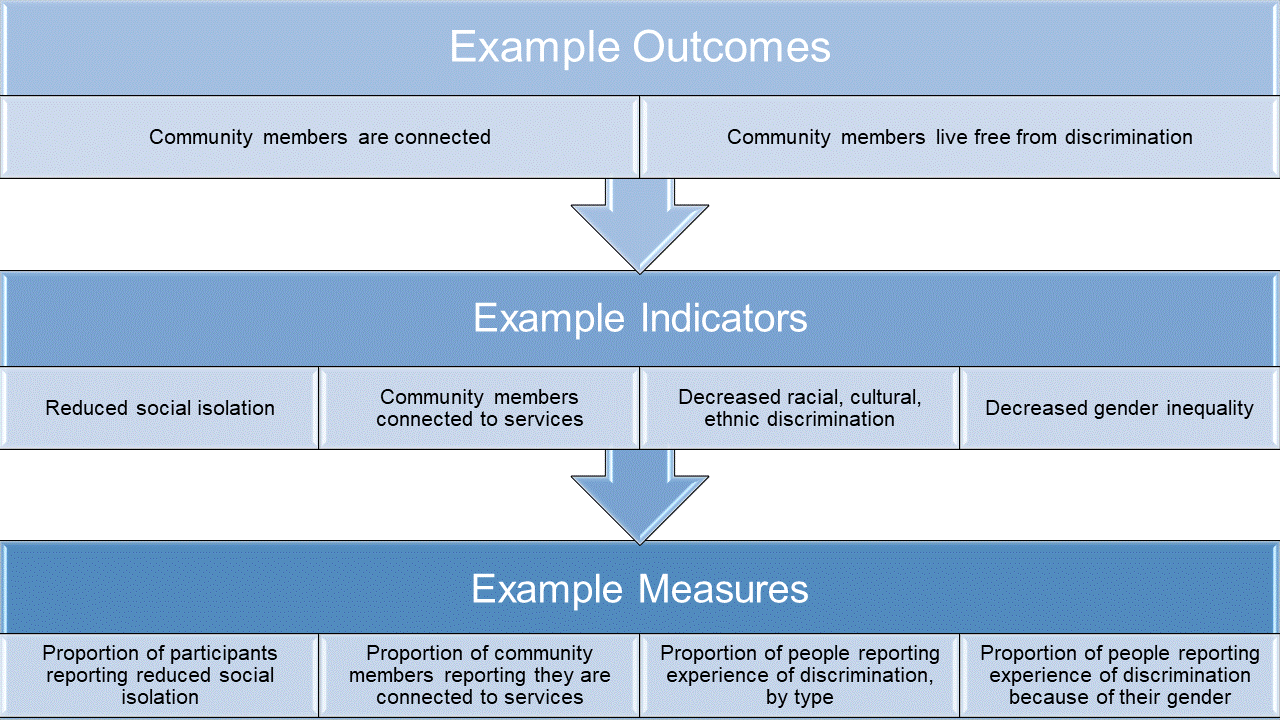 Example Outcomes
Community members are connected
Community members live free from discrimination
Example Indicators
Reduced social isolation
Community members
connected to services
Decreased racial, cultural,
ethnic discrimination
Decreased gender inequality
Example Measures
Proportion of participants
reporting reduced social
isolation
Proportion of community
members reporting they are
connected to services
Proportion of people reporting
experience of discrimination,
by type
Proportion of people reporting
experience of discrimination
because of their gender